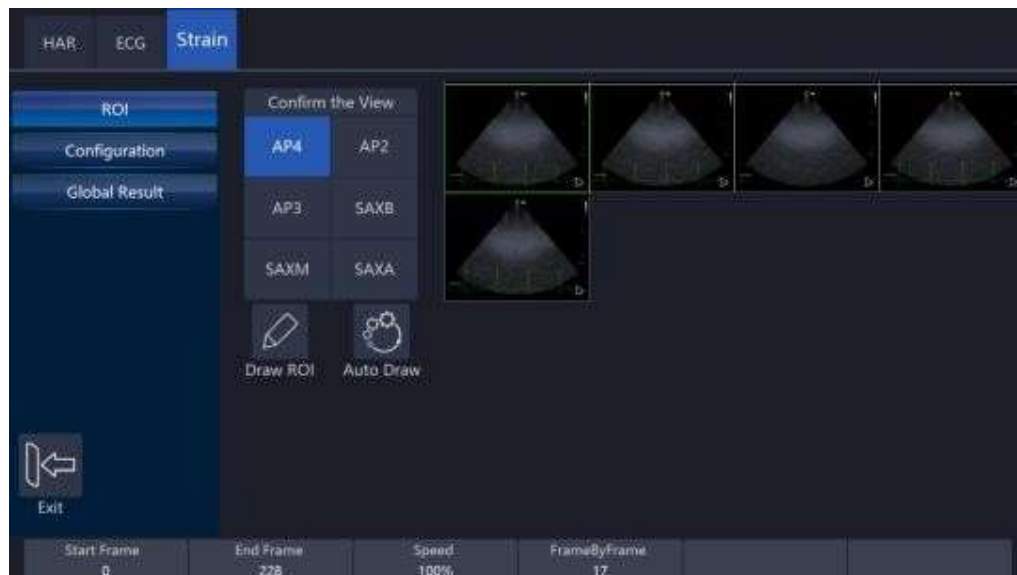 HAR ECG Strain
ROI
Configuration
Global Result
Confirm the View
AP4 AP2
AP3 SAXB
SAXM SAXA
Draw ROI Auto Draw
Exit
Start Frame End Frame Speed FrameByFrame
0 228 100% 17